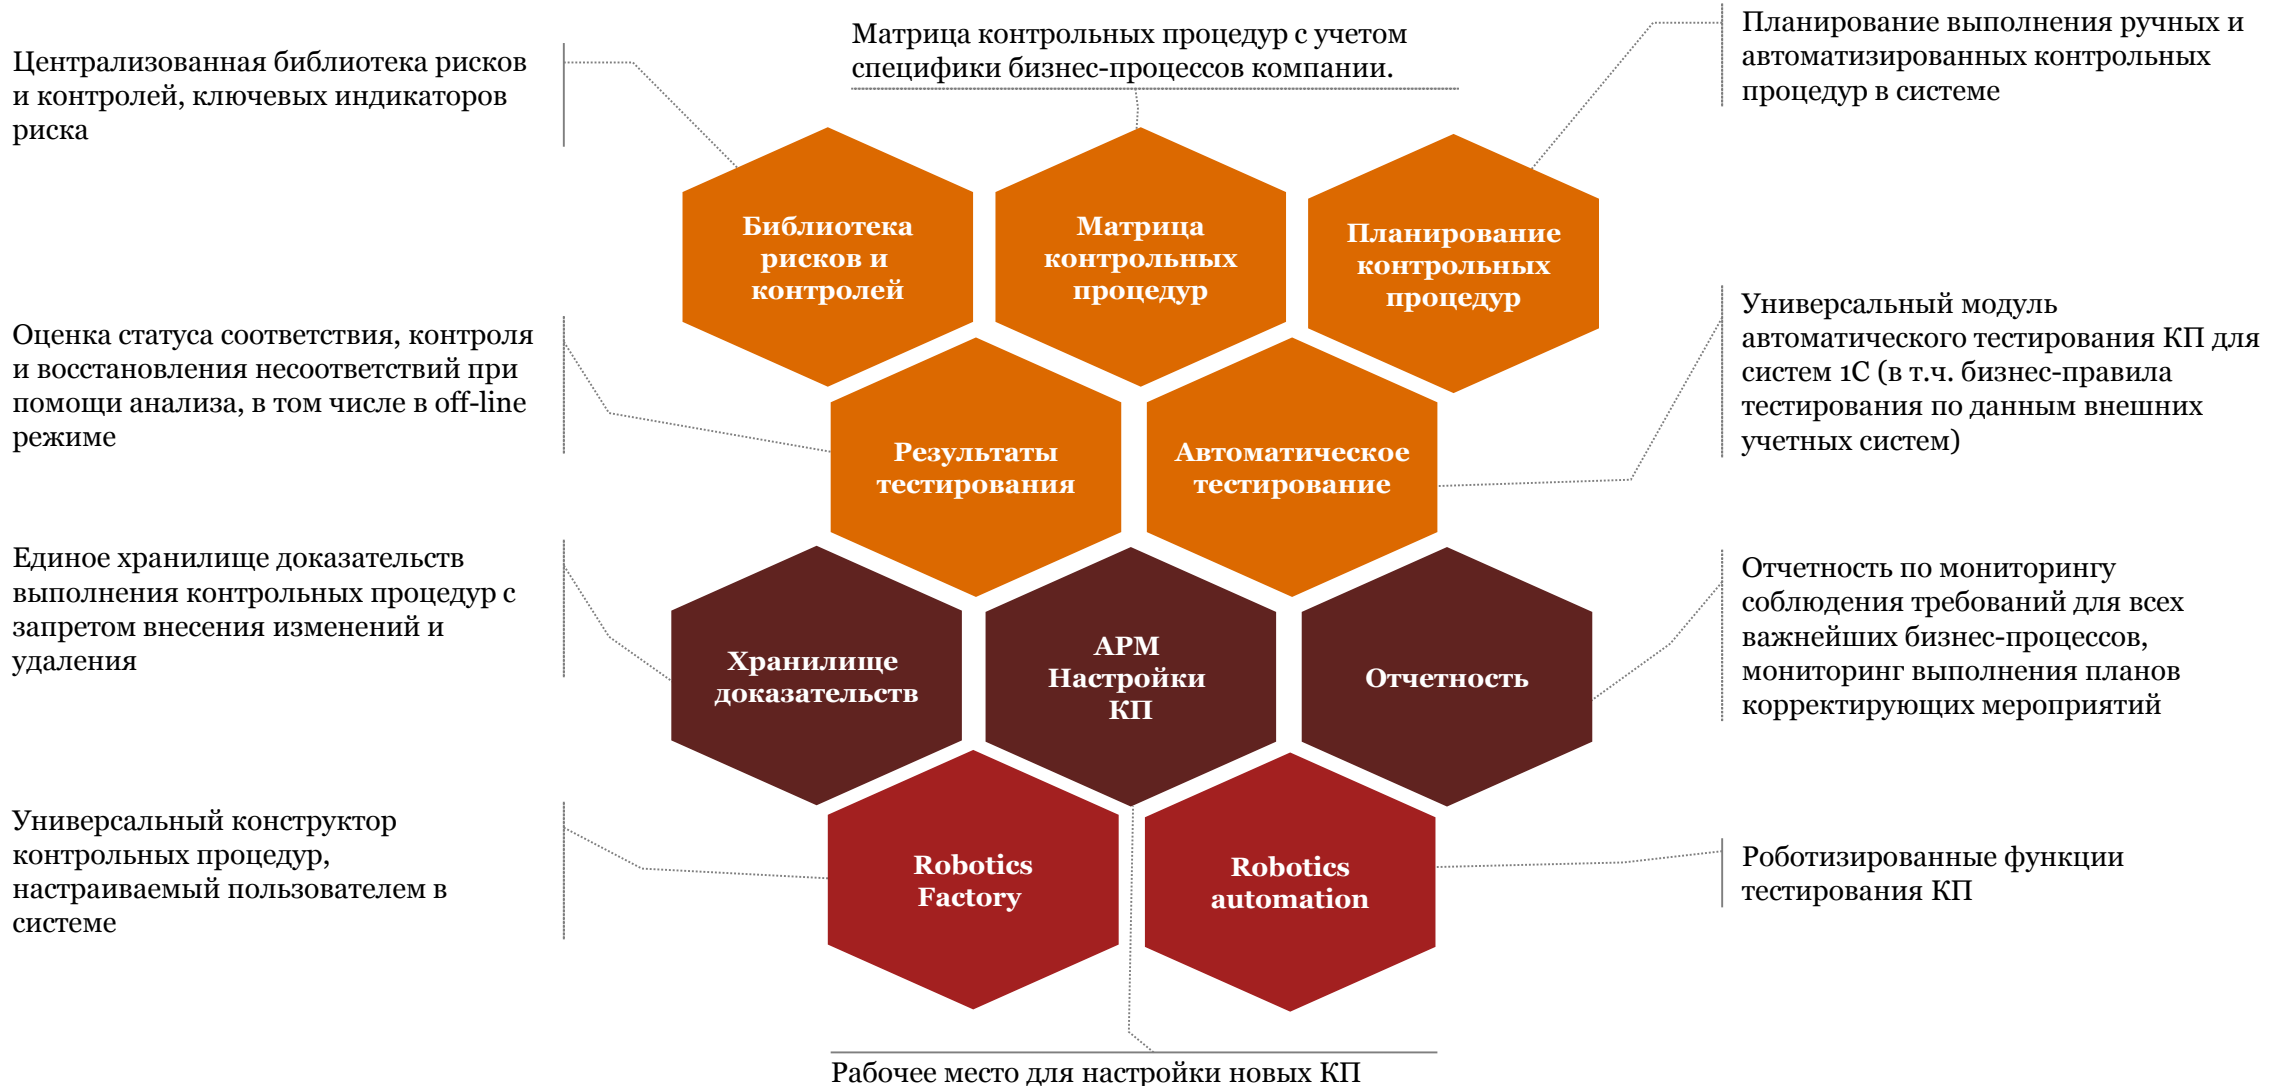 Матрица контрольных процедур с учетом
специфики бизнес-процессов компании.
Централизованная библиотека рисков
и контролей, ключевых индикаторов
риска
Планирование выполнения ручных и
автоматизированных контрольных
процедур в системе
Библиотека
рисков и
контролей
Матрица
контрольных
процедур
Планирование
контрольных
процедур
Оценка статуса соответствия, контроля
и восстановления несоответствий при
помощи анализа, в том числе в off-line
режиме
Результаты
тестирования
Автоматическое
тестирование
Универсальный модуль
автоматического тестирования КП для
систем 1С (в т.ч. бизнес-правила
тестирования по данным внешних
учетных систем)
Единое хранилище доказательств
выполнения контрольных процедур с
запретом внесения изменений и
удаления
Хранилище
доказательств
АРМ
Настройки
КП
Отчетность
Отчетность по мониторингу
соблюдения требований для всех
важнейших бизнес-процессов,
мониторинг выполнения планов
корректирующих мероприятий
Универсальный конструктор
контрольных процедур,
настраиваемый пользователем в
системе
Robotics
Factory
Robotics
automation
Роботизированные функции
тестирования КП
Рабочее место для настройки новых КП